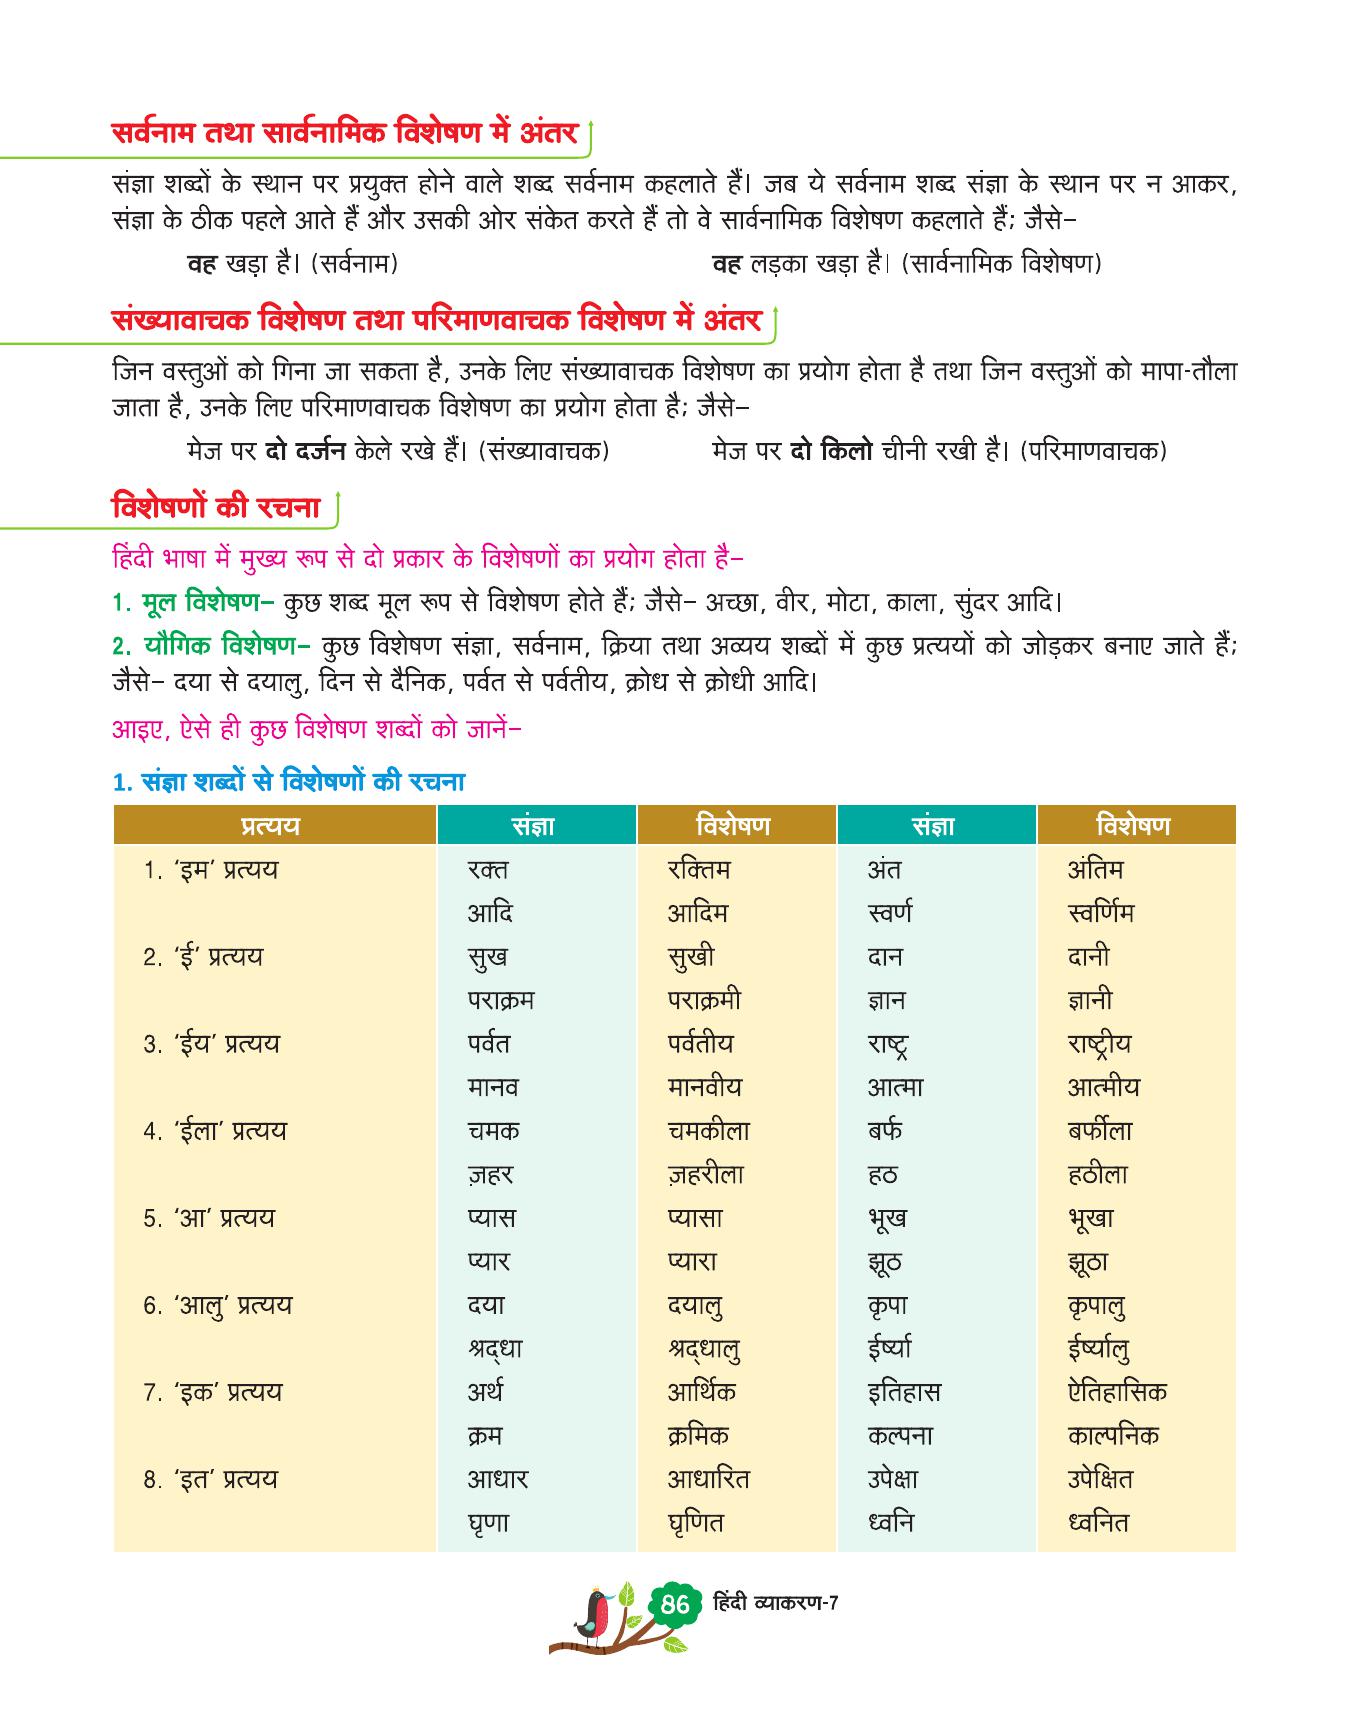 सर्वनाम तथा सार्वनामिक विशेषण में अंतर
संज्ञा शब्दों के स्थान पर प्रयुक्त होने वाले शब्द सर्वनाम कहलाते हैं। जब ये सर्वनाम शब्द संज्ञा के स्थान पर न आकर,
संज्ञा के ठीक पहले आते हैं और उसकी ओर संकेत करते हैं तो वे सार्वनामिक विशेषण कहलाते हैं; जैसे–
वह खड़ा है। (सर्वनाम) वह लड़का खड़ा है। (सार्वनामिक विशेषण)
संख्यावाचक विशेषण तथा परिमाणवाचक विशेषण में अंतर
जिन वस्तुओं को गिना जा सकता है, उनके लिए संख्यावाचक विशेषण का प्रयोग होता है तथा जिन वस्तुओं को मापा-तौला
जाता है, उनके लिए परिमाणवाचक विशेषण का प्रयोग होता है; जैसे–
मेज पर दो दर्जन केले रखे हैं। (संख्यावाचक) मेज पर दो किलो चीनी रखी है। (परिमाणवाचक)
विशेषणों की रचना
हिंदी भाषा में मुख्य रूप से दो प्रकार के विशेषणों का प्रयोग होता है–
1. मूल विशेषण– कुछ शब्द मूल रूप से विशेषण होते हैं; जैसे– अच्छा, वीर, मोटा, काला, सुंदर आदि।
2. यौगिक विशेषण– कुछ विशेषण संज्ञा, सर्वनाम, क्रिया तथा अव्यय शब्दों में कुछ प्रत्ययों को जोड़कर बनाए जाते हैं;
जैसे– दया से दयालु, दिन से दैनिक, पर्वत से पर्वतीय, क्रोध से क्रोधी आदि।
आइए, ऐसे ही कुछ विशेषण शब्दों को जानें–
1. संज्ञा शब्दों से विशेषणों की रचना
प्रत्यय संज्ञा विशेषण संज्ञा विशेषण
1. ‘इम’ प्रत्यय रक्त रक्तिम अंत अंतिम
आदि आदिम स्वर्ण स्वर्णिम
2. ‘ई’ प्रत्यय सुख सुखी दान दानी
पराक्रम पराक्रमी ज्ञान ज्ञानी
3. ‘ईय’ प्रत्यय पर्वत पर्वतीय राष्ट्र राष्ट्रीय
मानव मानवीय आत्मा आत्मीय
4. ‘ईला’ प्रत्यय चमक चमकीला बर्फ बर्फीला
ज़हर ज़हरीला हठ हठीला
5. ‘आ’ प्रत्यय प्यास प्यासा भूख भूखा
प्यार प्यारा झूठ झूठा
6. ‘आलु’ प्रत्यय दया दयालु कृपा कृपालु
श्रद्धा श्रद्धालु ईर्ष्या ईर्ष्यालु
7. ‘इक’ प्रत्यय अर्थ आर्थिक इतिहास ऐतिहासिक
क्रम क्रमिक कल्पना काल्पनिक
8. ‘इत’ प्रत्यय आधार आधारित उपेक्षा उपेक्षित
घृणा घृणित ध्वनि ध्वनित
86 हिंदी व्याकरण-7